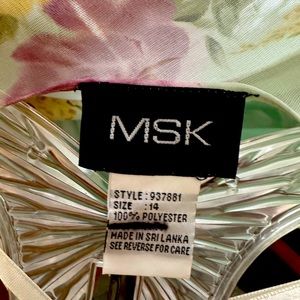 MSK
STYLE : 937881
SIZE : 14
100% POLYESTER
MADE IN SRI LANKA
SEE REVERSE FOR CARE